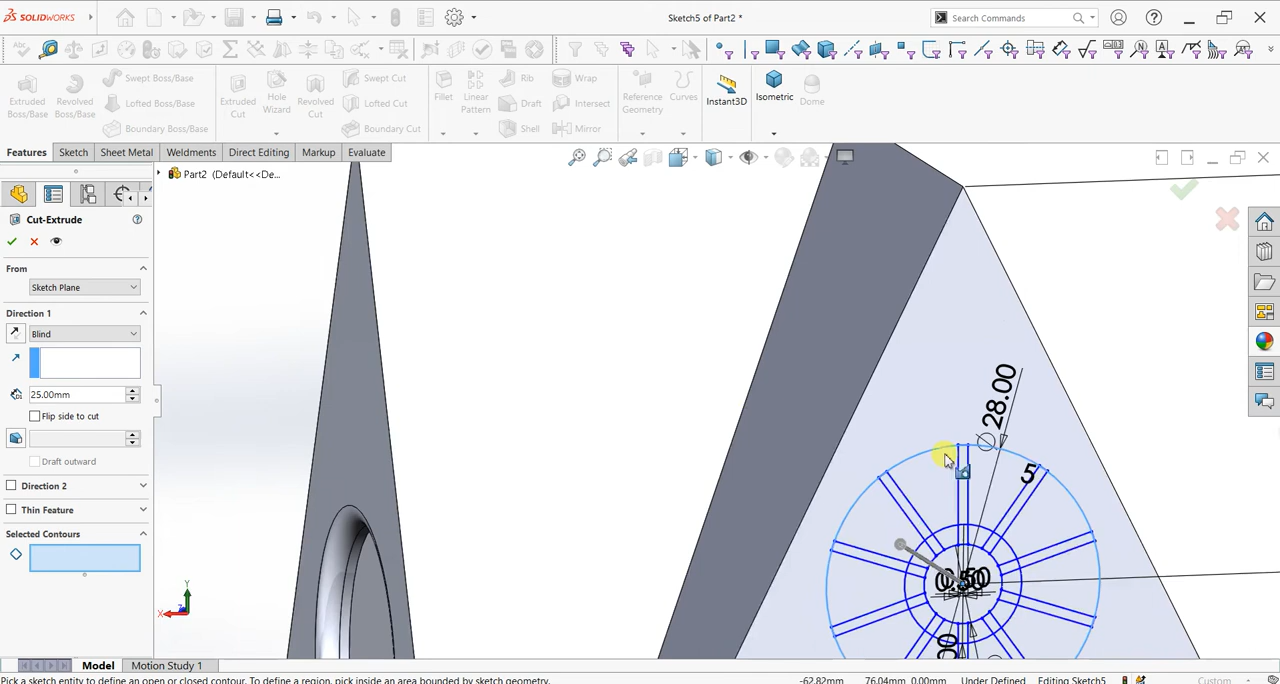 SOLIDWORKS
Sketch5 of Part2 *
Search Commands
Extruded Boss/Base
Revolved Boss/Base
Swept Boss/Base
Lofted Boss/Base
Boundary Boss/Base
Extruded Cut
Hole Wizard
Revolved Cut
Swept Cut
Lofted Cut
Boundary Cut
Fillet
Linear Pattern
Rib
Draft
Shell
Wrap
Intersect
Mirror
Reference Geometry
Curves
Instant3D
Isometric
Dome
Features
Sketch
Sheet Metal
Weldments
Direct Editing
Markup
Evaluate
Part2 (Default<<De...
Cut-Extrude
From
Sketch Plane
Direction 1
Blind
25.00mm
Flip side to cut
Draft outward
Direction 2
Thin Feature
Selected Contours
∅ 28.00
5
Y
X
Z
Model
Motion Study 1
Pick a sketch entity to define an open or closed contour. To define a region, pick inside an area bounded by sketch geometry.
-62.82mm
76.04mm
0.00mm
Under Defined
Editing Sketch5
Custom